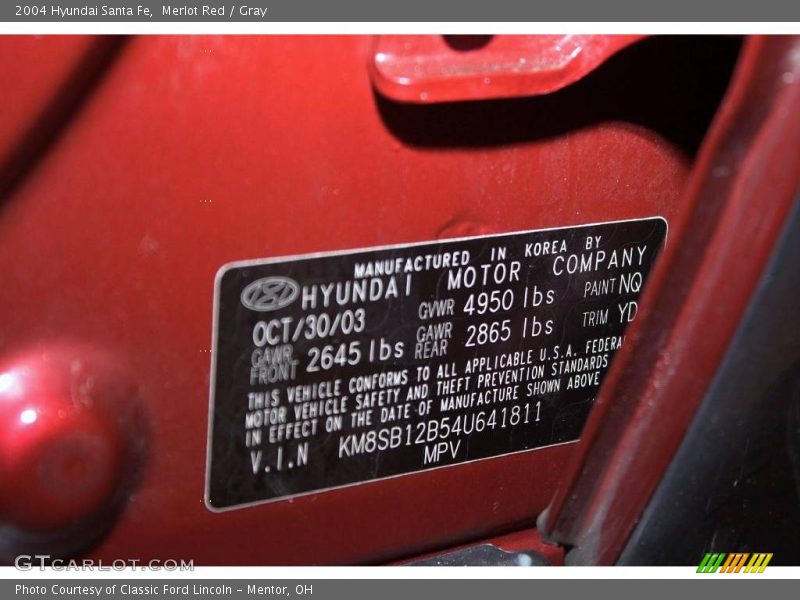 2004 Hyundai Santa Fe, Merlot Red / Gray
MANUFACTURED IN KOREA BY
HYUNDAI MOTOR COMPANY
OCT/30/03 GVWR 4950 lbs PAINT NQ
GAWR FRONT 2645 lbs GAWR REAR 2865 lbs TRIM YD
THIS VEHICLE CONFORMS TO ALL APPLICABLE U.S.A. FEDERA
MOTOR VEHICLE SAFETY AND THEFT PREVENTION STANDARDS
IN EFFECT ON THE DATE OF MANUFACTURE SHOWN ABOVE
V.I.N KM8SB12B54U641811
MPV
GTCARLOT.COM
Photo Courtesy of Classic Ford Lincoln - Mentor, OH